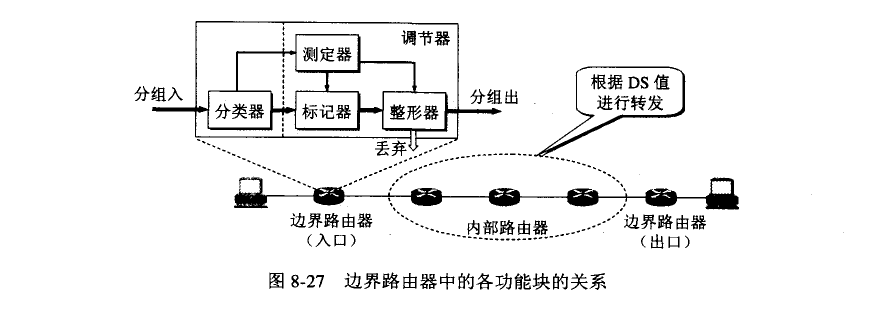 调节器
测定器
分组入
分类器
标记器
整形器
分组出
丢弃
根据 DS 值
进行转发
边界路由器
（入口）
内部路由器
边界路由器
（出口）
图 8-27 边界路由器中的各功能块的关系